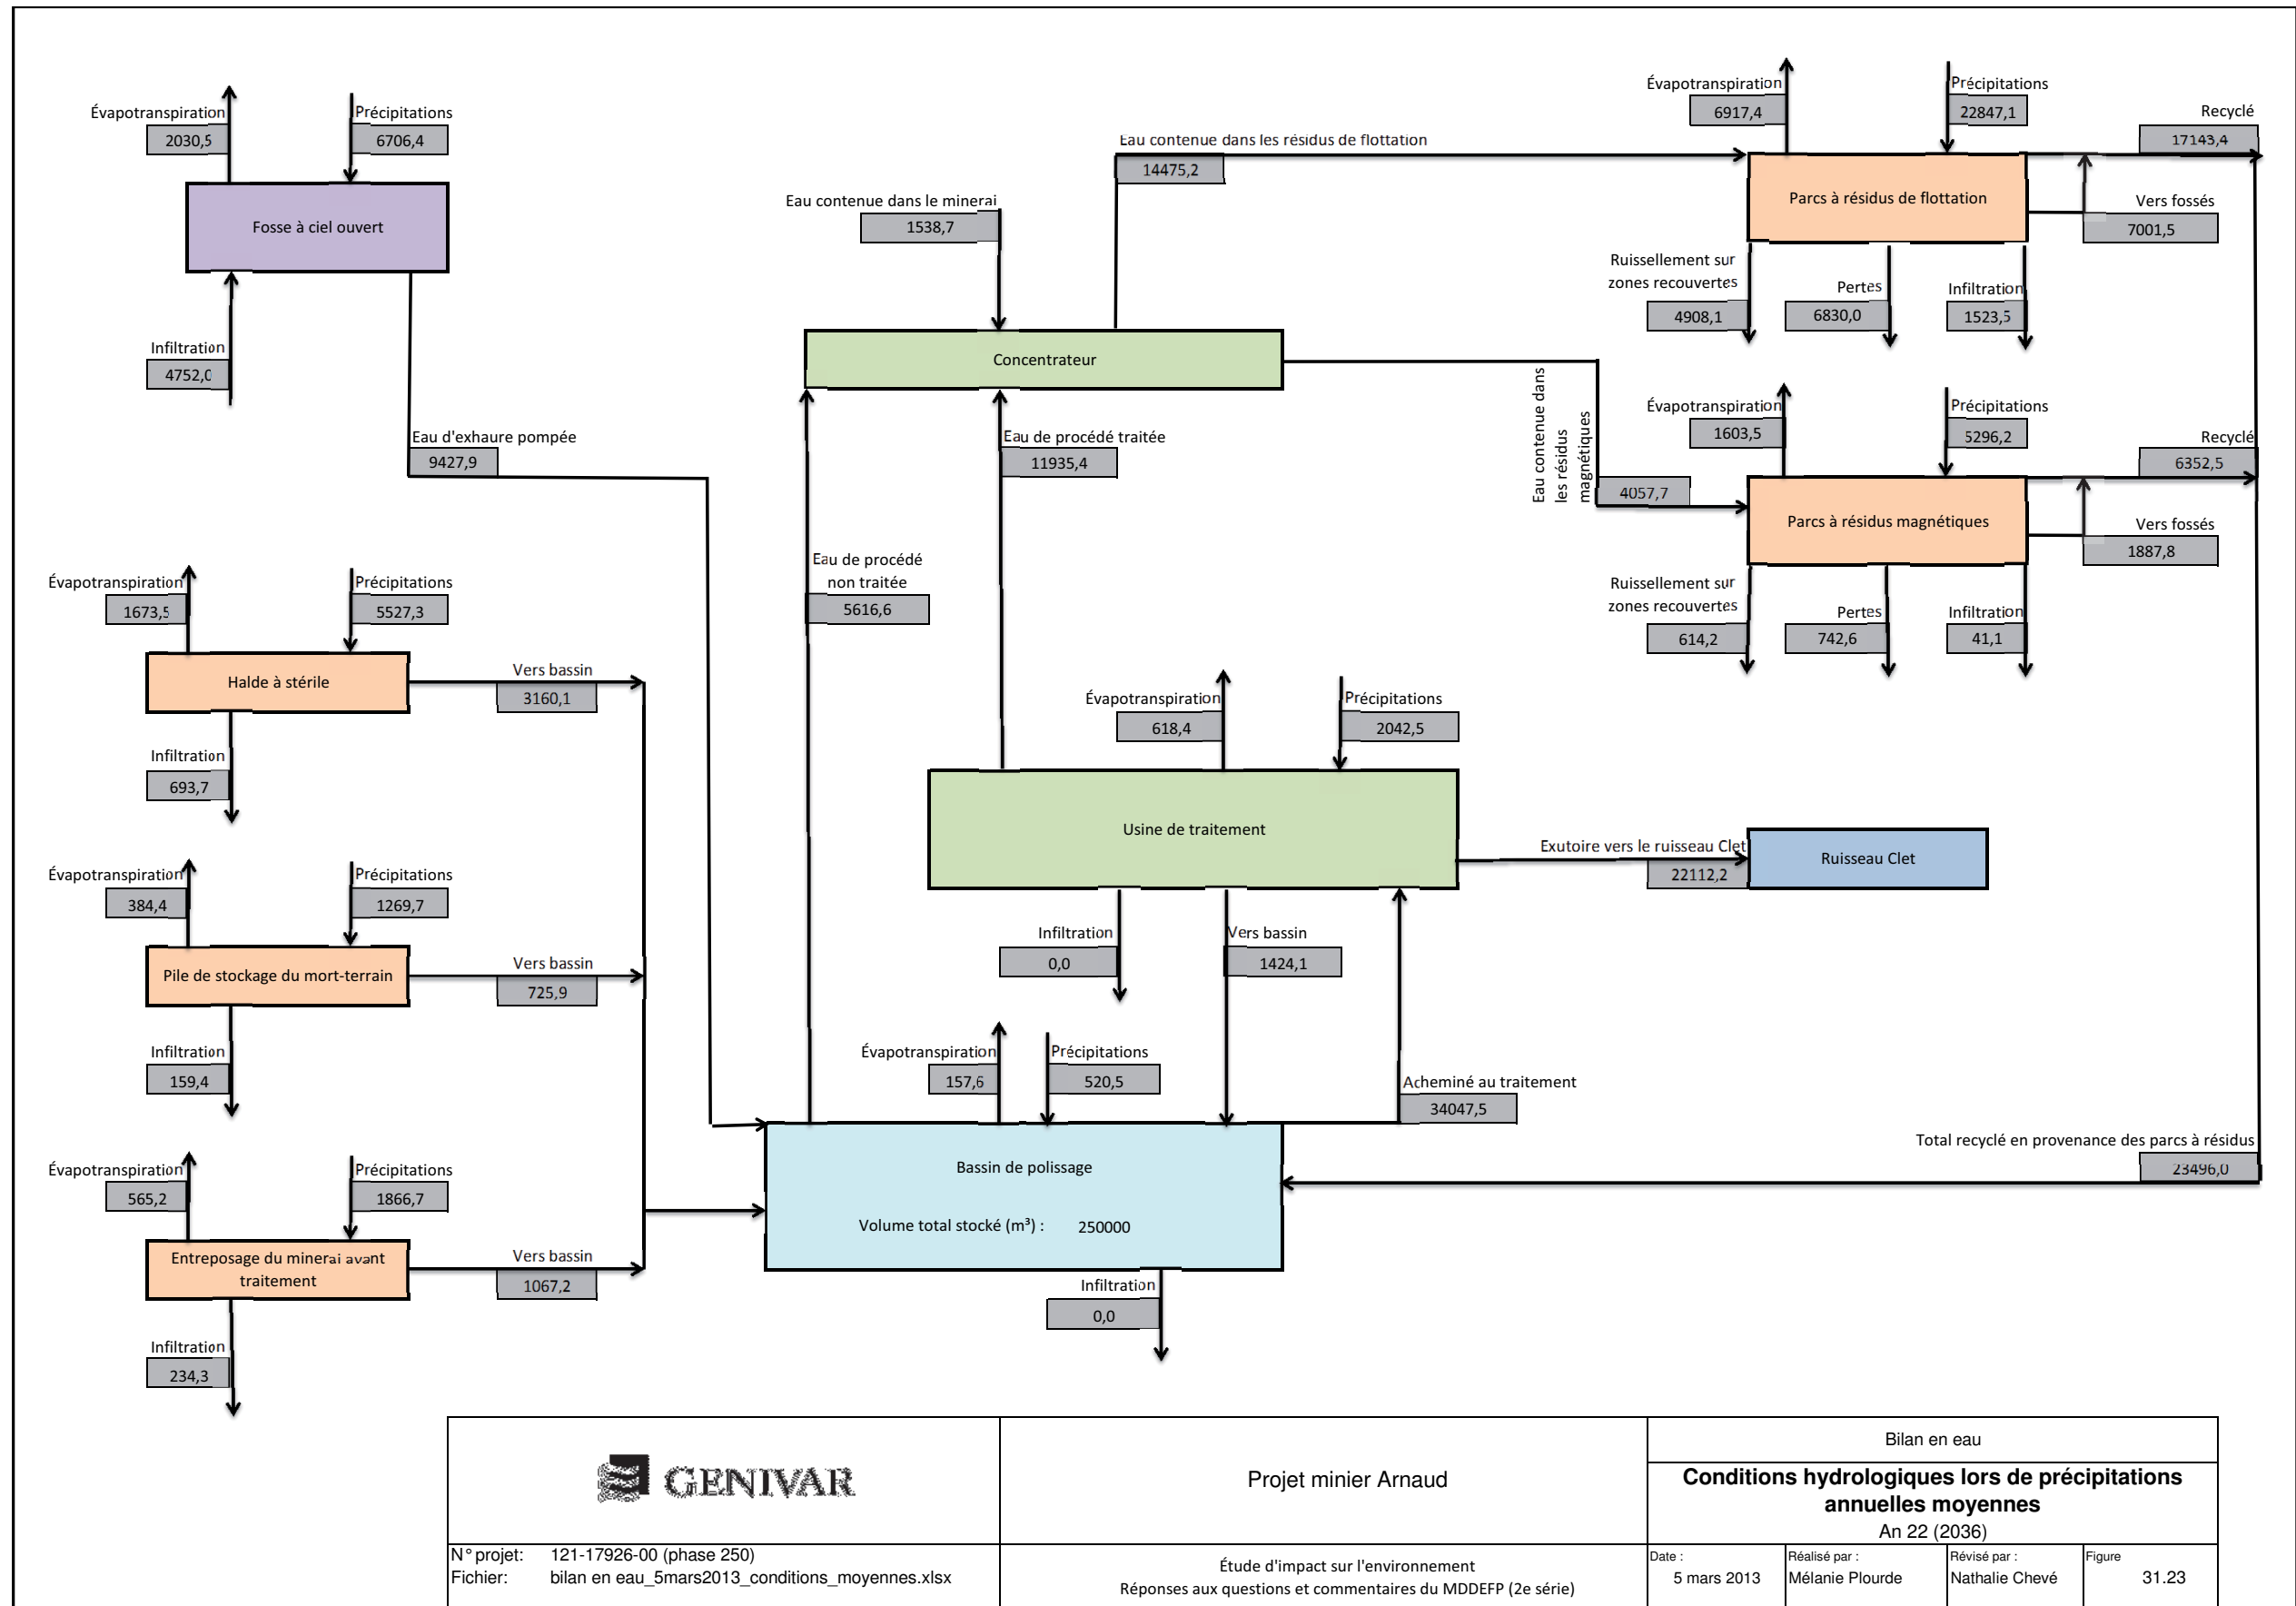 Évapotranspiration
2030,5
Précipitations
6706,4
Fosse à ciel ouvert
Infiltration
4752,0
Eau d'exhaure pompée
9427,9
Évapotranspiration
1673,5
Précipitations
5527,3
Halde à stérile
Vers bassin
3160,1
Infiltration
693,7
Évapotranspiration
384,4
Précipitations
1269,7
Pile de stockage du mort-terrain
Vers bassin
725,9
Infiltration
159,4
Évapotranspiration
565,2
Précipitations
1866,7
Entreposage du minerai avant
traitement
Vers bassin
1067,2
Infiltration
234,3
Eau contenue dans le minerai
1538,7
Eau contenue dans les résidus de flottation
14475,2
Concentrateur
Eau de procédé traitée
11935,4
Eau de procédé
non traitée
5616,6
Eau contenue dans
les résidus
magnétiques
4057,7
Évapotranspiration
618,4
Précipitations
2042,5
Usine de traitement
Exutoire vers le ruisseau Clet
22112,2
Ruisseau Clet
Infiltration
0,0
Vers bassin
1424,1
Évapotranspiration
157,6
Précipitations
520,5
Acheminé au traitement
34047,5
Bassin de polissage
Volume total stocké (m³) : 250000
Infiltration
0,0
Évapotranspiration
6917,4
Précipitations
22847,1
Recyclé
17143,4
Parcs à résidus de flottation
Vers fossés
7001,5
Ruissellement sur
zones recouvertes
4908,1
Pertes
6830,0
Infiltration
1523,5
Évapotranspiration
1603,5
Précipitations
5296,2
Recyclé
6352,5
Parcs à résidus magnétiques
Vers fossés
1887,8
Ruissellement sur
zones recouvertes
614,2
Pertes
742,6
Infiltration
41,1
Total recyclé en provenance des parcs à résidus
23496,0
GENIVAR
N° projet: 121-17926-00 (phase 250)
Fichier: bilan en eau_5mars2013_conditions_moyennes.xlsx
Projet minier Arnaud
Étude d'impact sur l'environnement
Réponses aux questions et commentaires du MDDEFP (2e série)
Bilan en eau
Conditions hydrologiques lors de précipitations
annuelles moyennes
An 22 (2036)
Date :
5 mars 2013
Réalisé par :
Mélanie Plourde
Révisé par :
Nathalie Chevé
Figure
31.23